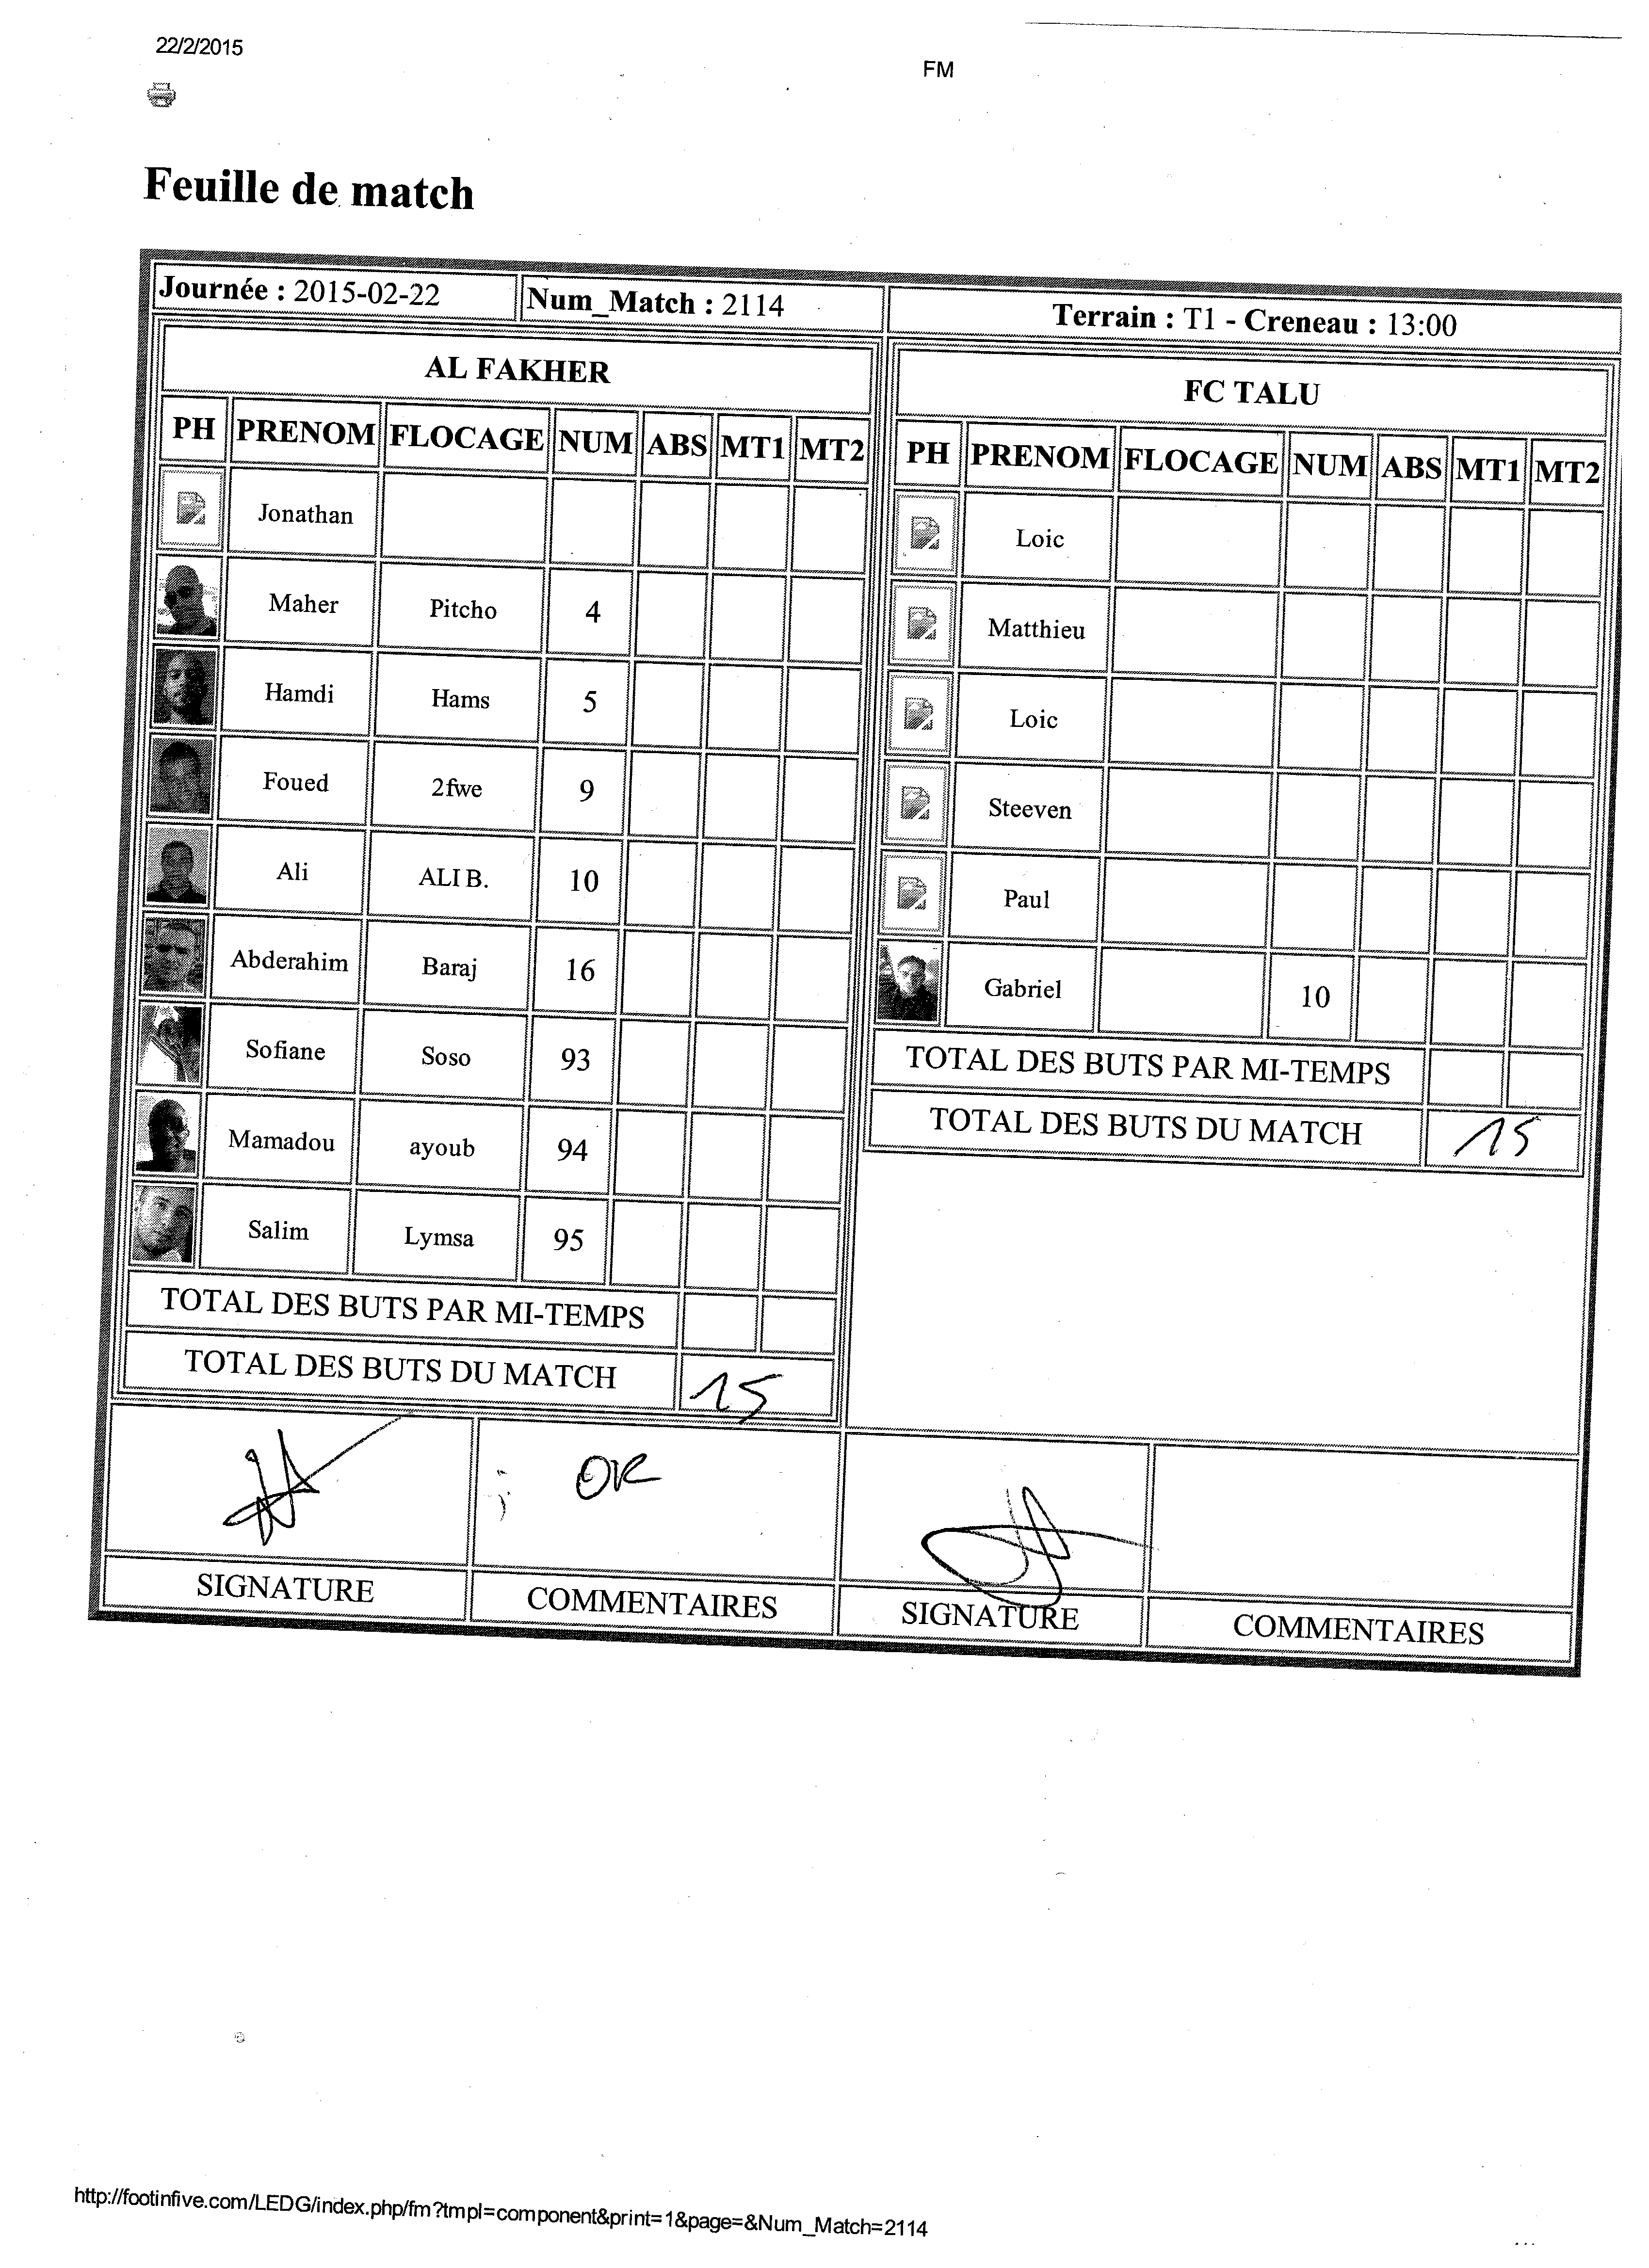 22/2/2015
FM
Feuille de match
Journée : 2015-02-22 Num_Match : 2114 Terrain : T1 - Creneau : 13:00
AL FAKHER
PH PRENOM FLOCAGE NUM ABS MT1 MT2
Jonathan
Maher Pitcho 4
Hamdi Hams 5
Foued 2fwe 9
Ali ALI B. 10
Abderahim Baraj 16
Sofiane Soso 93
Mamadou ayoub 94
Salim Lymsa 95
TOTAL DES BUTS PAR MI-TEMPS
TOTAL DES BUTS DU MATCH 15
FC TALU
PH PRENOM FLOCAGE NUM ABS MT1 MT2
Loic
Matthieu
Loic
Steeven
Paul
Gabriel 10
TOTAL DES BUTS PAR MI-TEMPS
TOTAL DES BUTS DU MATCH 15
OK
SIGNATURE COMMENTAIRES SIGNATURE COMMENTAIRES
http://footinfive.com/LEDG/index.php/fm?tmpl=component&print=1&page=&Num_Match=2114